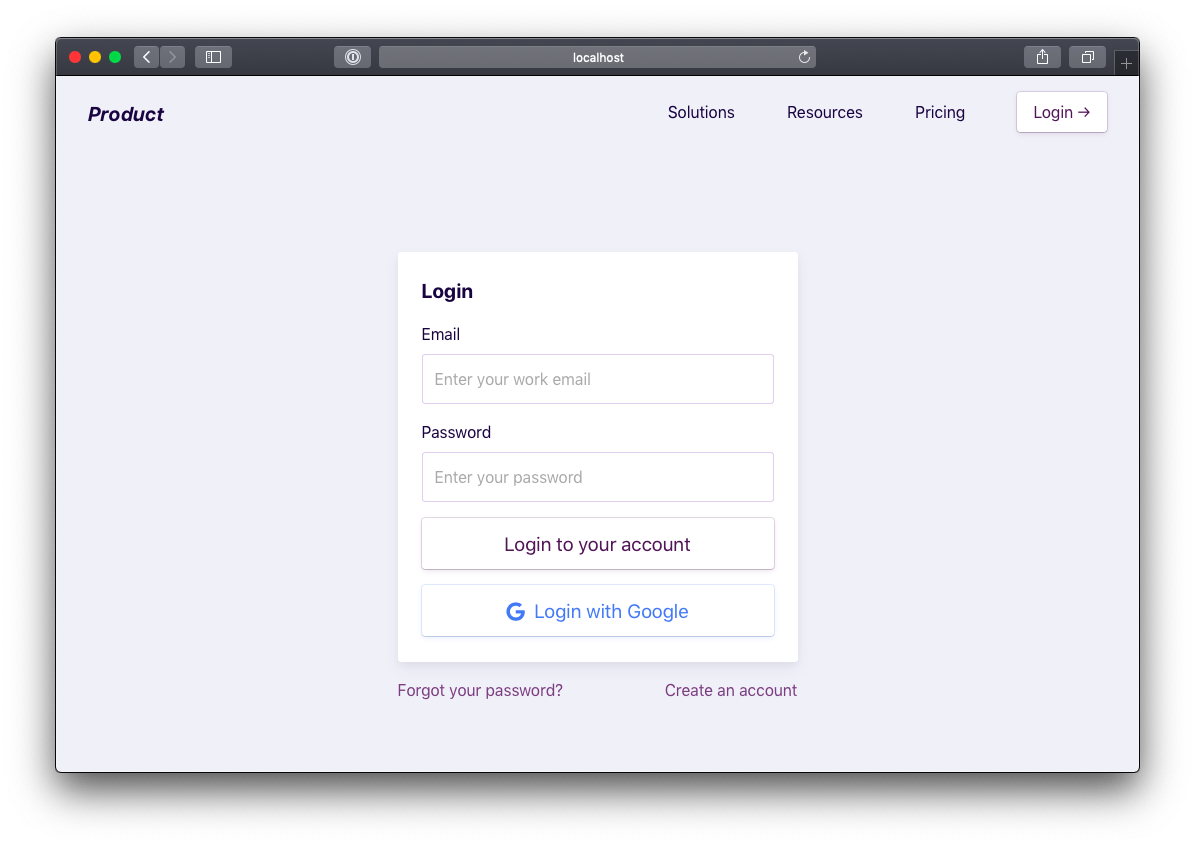 localhost
Product
Solutions
Resources
Pricing
Login →
Login
Email
Enter your work email
Password
Enter your password
Login to your account
G Login with Google
Forgot your password?
Create an account